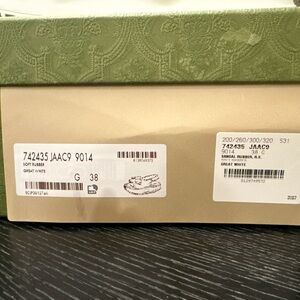 742435 JAAC9 9014
SOFT RUBBER
GREAT WHITE
G 38
200/260/300/320 531
742435 JAAC9
9014 38 G
SANDAL RUBBER, R.E.
GREAT WHITE